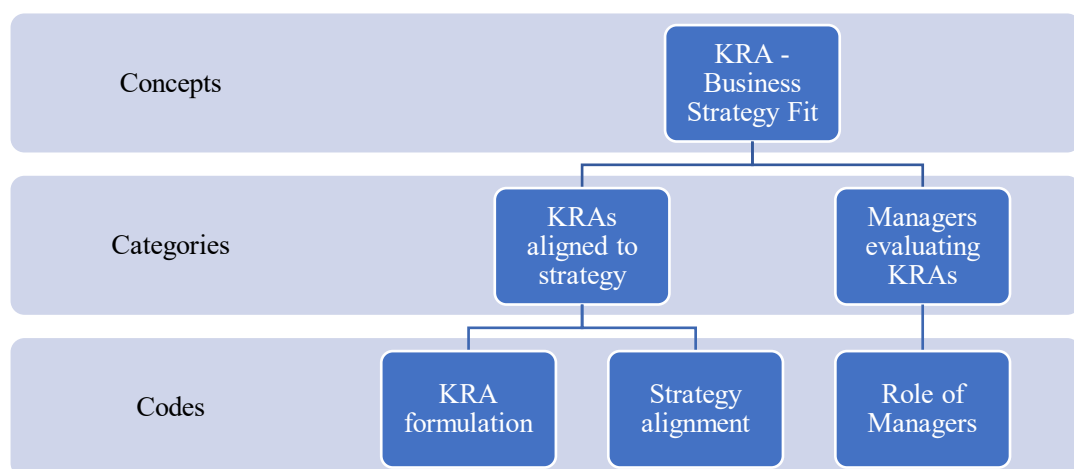 Concepts
KRA -
Business
Strategy Fit
Categories
KRAs
aligned to
strategy
Managers
evaluating
KRAs
Codes
KRA
formulation
Strategy
alignment
Role of
Managers